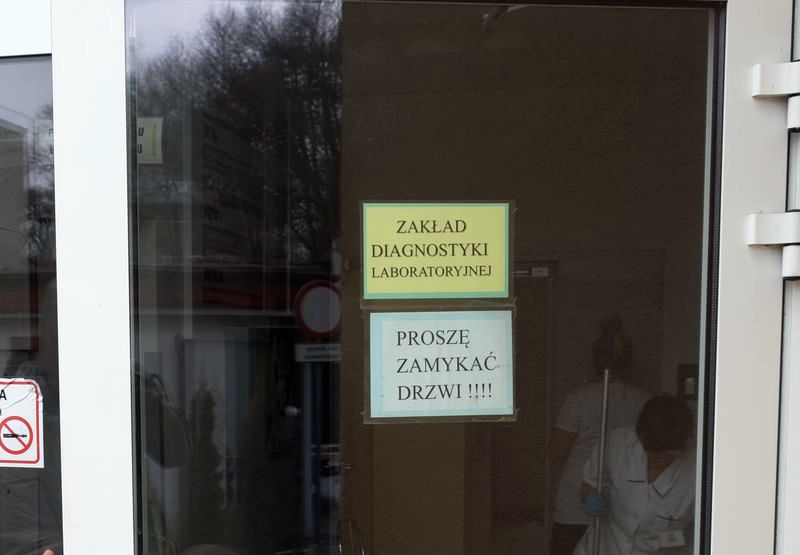 ZAKŁAD
DIAGNOSTYKI
LABORATORYJNEJ
PROSZĘ
ZAMYKAĆ
DRZWI !!!!